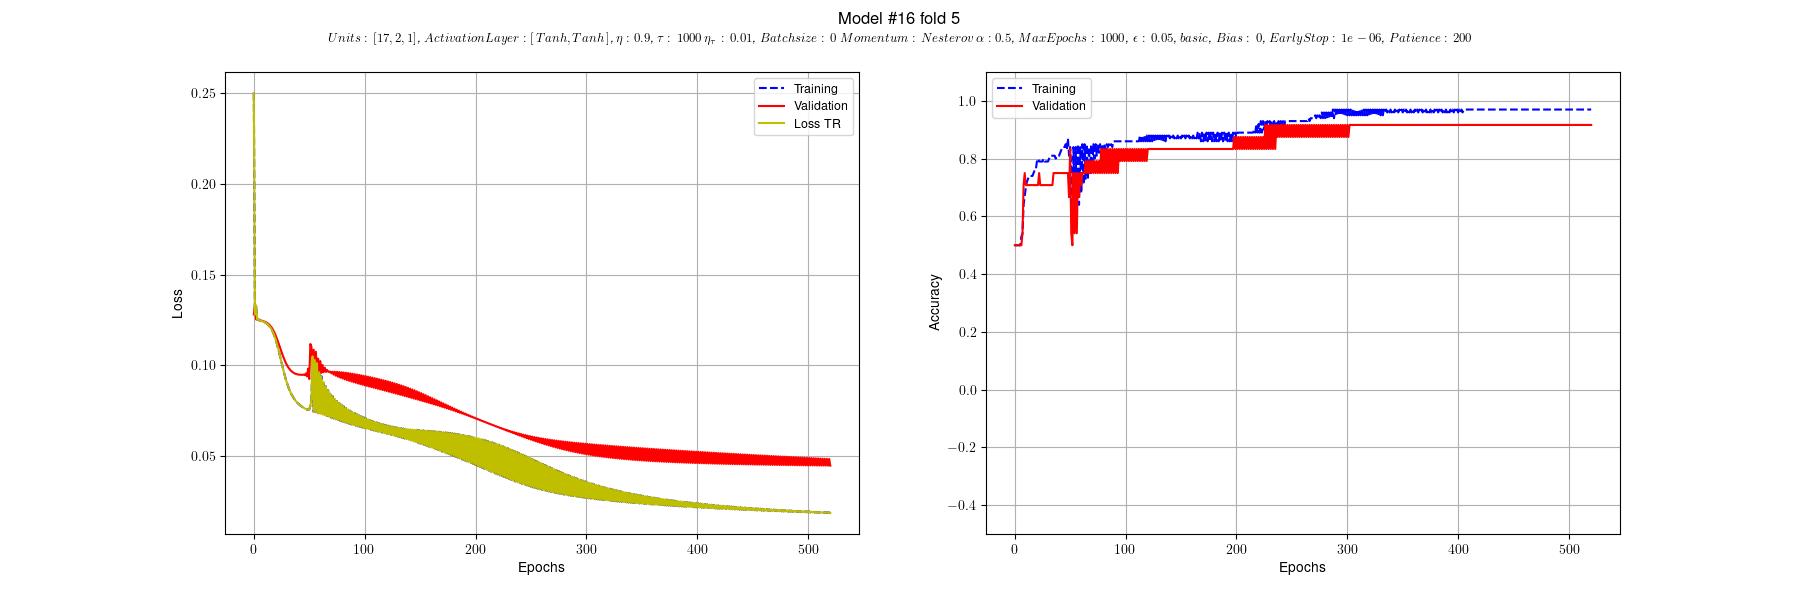 Model #16 fold 5
Units : [17, 2, 1], ActivationLayer : [Tanh, Tanh], η : 0.9, τ : 1000 ητ : 0.01, Batchsize : 0 Momentum : Nesterov α : 0.5, MaxEpochs : 1000, ϵ : 0.05, basic, Bias : 0, EarlyStop : 1e − 06, Patience : 200
Training
Validation
Loss TR
0.25
0.20
0.15
0.10
0.05
Loss
0 100 200 300 400 500
Epochs
Training
Validation
1.0
0.8
0.6
0.4
0.2
0.0
−0.2
−0.4
Accuracy
0 100 200 300 400 500
Epochs